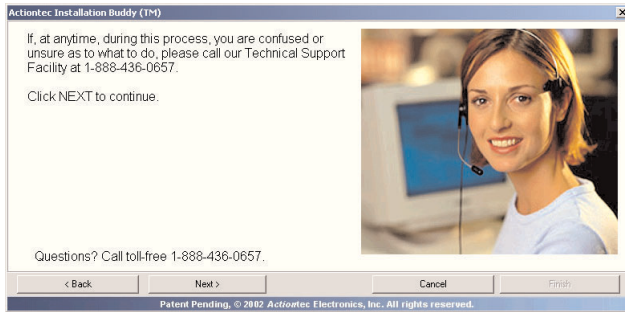 Actiontec Installation Buddy (TM)
If, at anytime, during this process, you are confused or
unsure as to what to do, please call our Technical Support
Facility at 1-888-436-0657.
Click NEXT to continue.
Questions? Call toll-free 1-888-436-0657.
< Back Next > Cancel Finish
Patent Pending, © 2002 Actiontec Electronics, Inc. All rights reserved.